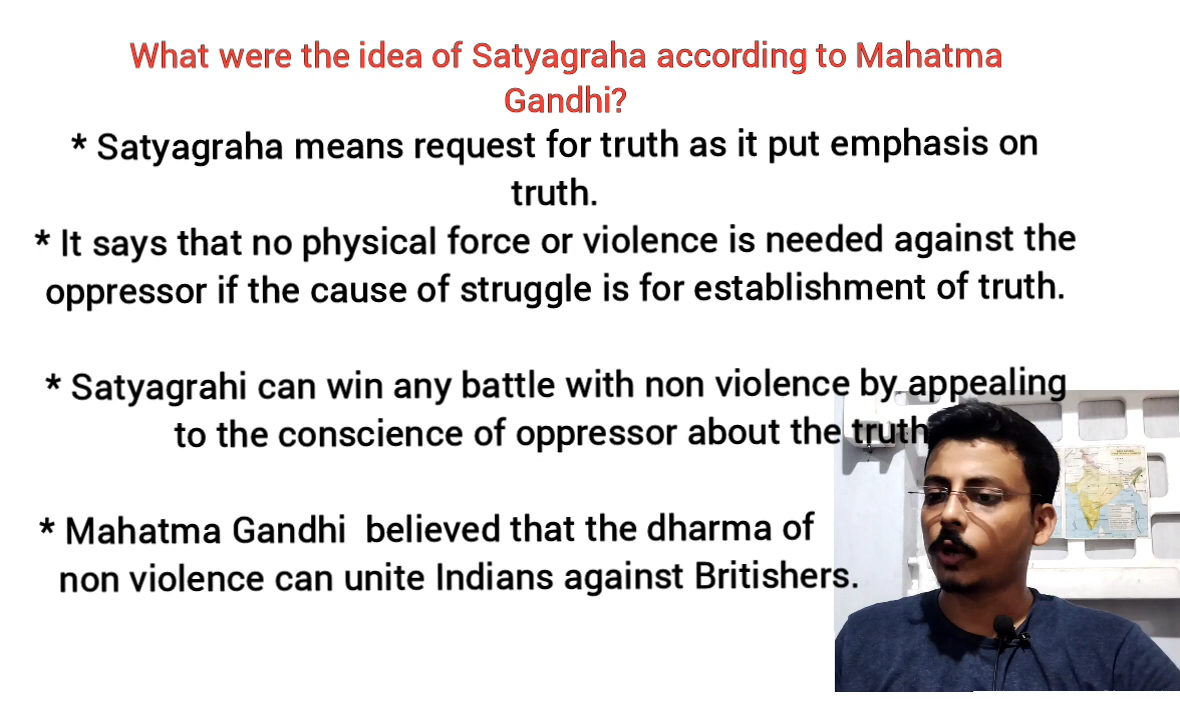 What were the idea of Satyagraha according to Mahatma
Gandhi?
* Satyagraha means request for truth as it put emphasis on
truth.
* It says that no physical force or violence is needed against the
oppressor if the cause of struggle is for establishment of truth.
* Satyagrahi can win any battle with non violence by appealing
to the conscience of oppressor about the truth
* Mahatma Gandhi believed that the dharma of
non violence can unite Indians against Britishers.